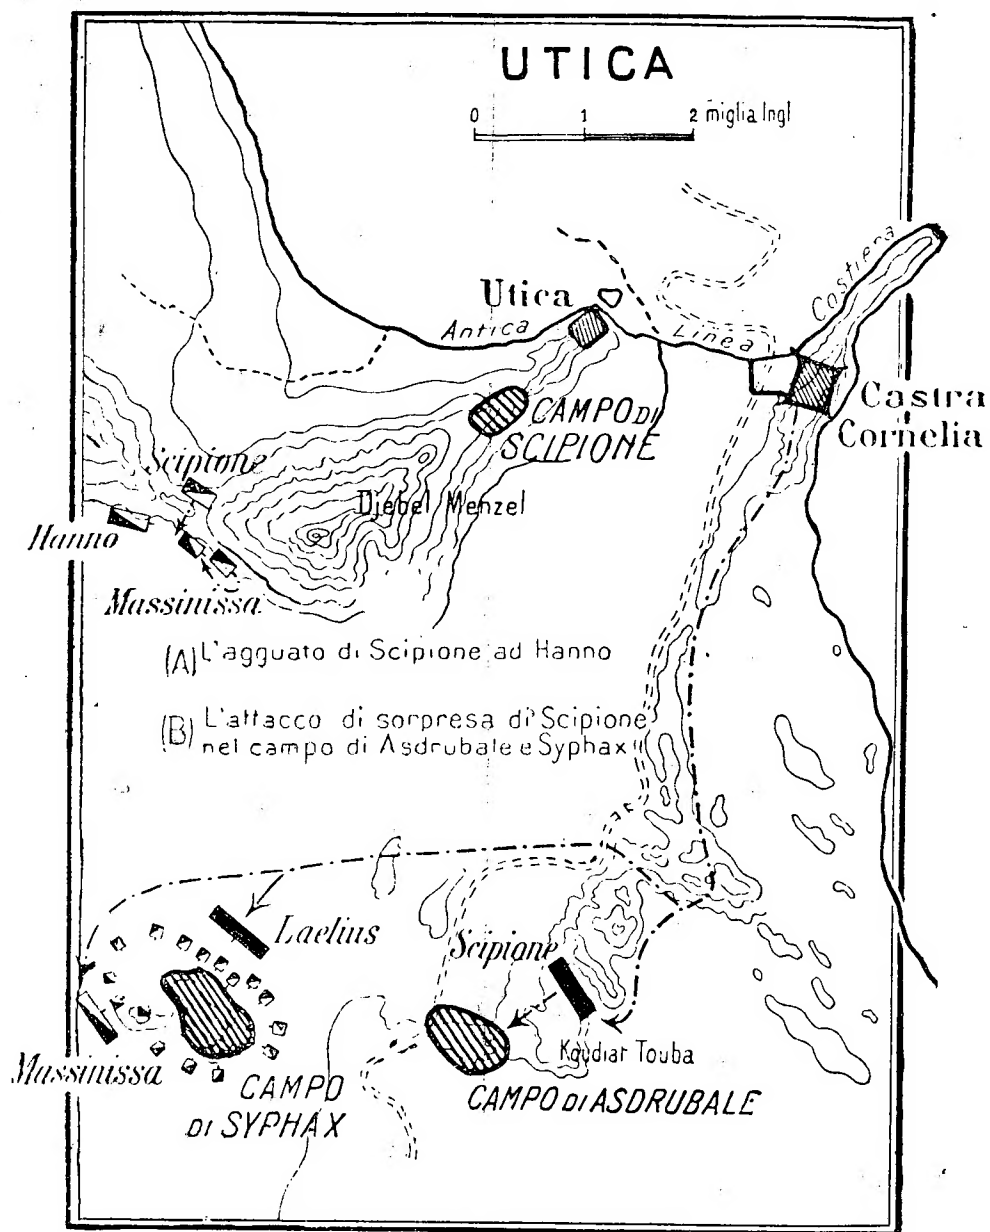 UTICA
0 1 2 miglia Ingl
Costiera
Utica
Antica
Linea
Castra
Cornelia
CAMPO DI
SCIPIONE
Scipione
Djebel Menzel
Hanno
Massinissa
(A) L'agguato di Scipione ad Hanno
(B) L'attacco di sorpresa di Scipione
nel campo di Asdrubale e Syphax
Laelius
Scipione
Massinissa
Koudiat Touba
CAMPO
DI SYPHAX
CAMPO DI ASDRUBALE